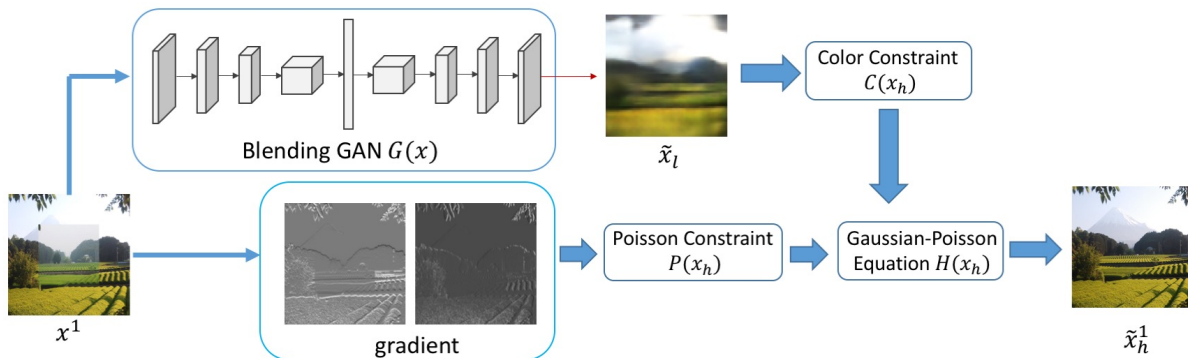 Blending GAN G(x)
x̃_l
Color Constraint
C(x_h)
x^1
gradient
Poisson Constraint
P(x_h)
Gaussian-Poisson
Equation H(x_h)
x̃_h^1